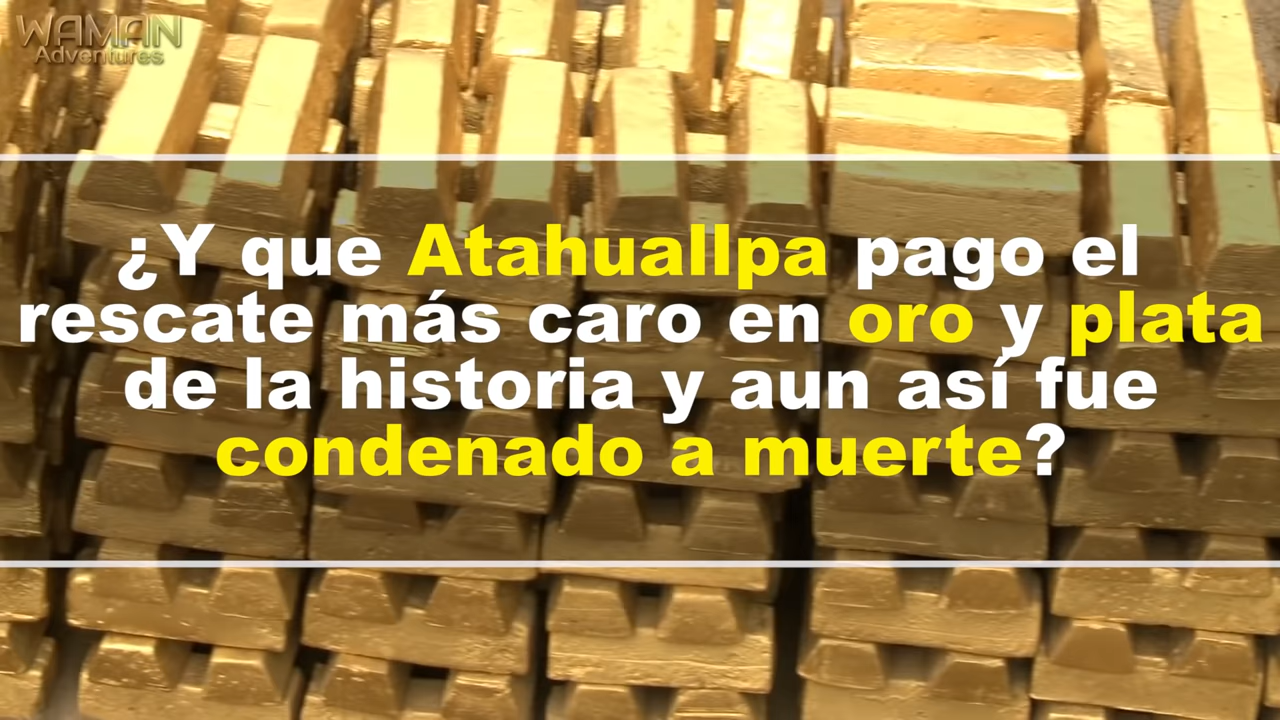 WAMAN
Adventures
¿Y que Atahuallpa pago el
rescate más caro en oro y plata
de la historia y aun así fue
condenado a muerte?